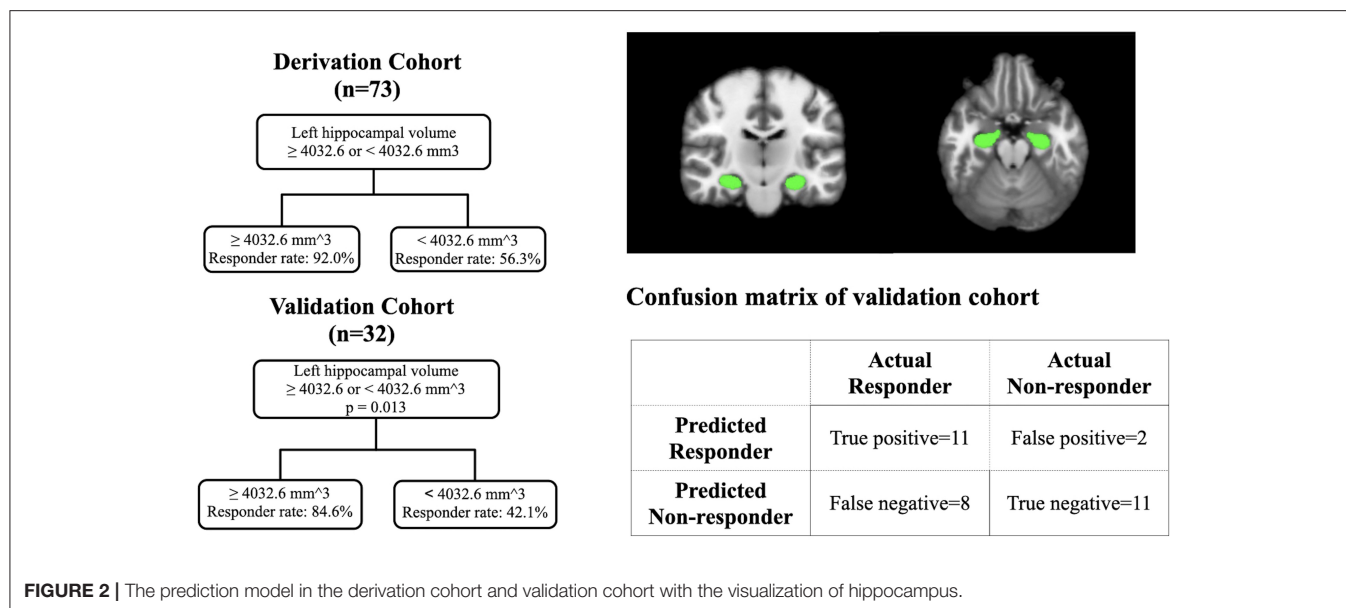 Derivation Cohort
(n=73)
Left hippocampal volume
≥ 4032.6 or < 4032.6 mm3
≥ 4032.6 mm^3
Responder rate: 92.0%
< 4032.6 mm^3
Responder rate: 56.3%
Validation Cohort
(n=32)
Left hippocampal volume
≥ 4032.6 or < 4032.6 mm^3
p = 0.013
≥ 4032.6 mm^3
Responder rate: 84.6%
< 4032.6 mm^3
Responder rate: 42.1%
Confusion matrix of validation cohort
Actual
Responder
Actual
Non-responder
Predicted
Responder
True positive=11
False positive=2
Predicted
Non-responder
False negative=8
True negative=11
FIGURE 2 | The prediction model in the derivation cohort and validation cohort with the visualization of hippocampus.